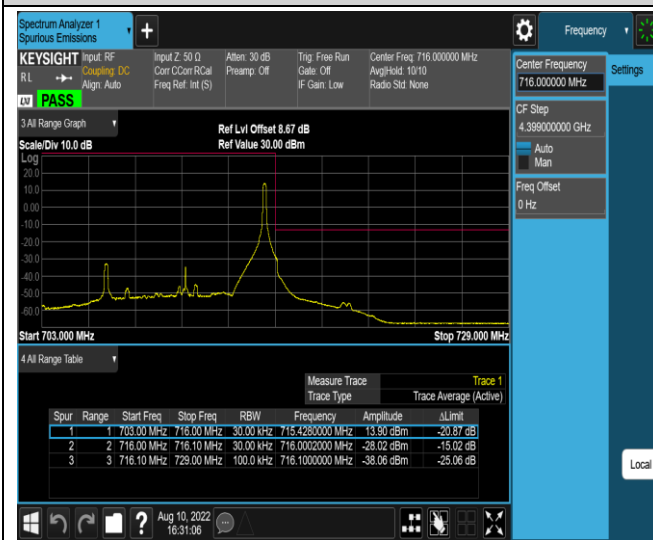 Spectrum Analyzer 1
Spurious Emissions
Frequency
KEYSIGHT
RL
PASS
Input: RF
Coupling: DC
Align: Auto
Input Z: 50 Ω
Corr CCorr RCal
Freq Ref: Int (S)
Atten: 30 dB
Preamp: Off
Trig: Free Run
Gate: Off
IF Gain: Low
Center Freq: 716.000000 MHz
Avg|Hold: 10/10
Radio Std: None
Center Frequency
716.000000 MHz
Settings
CF Step
4.399000000 GHz
Auto
Man
Freq Offset
0 Hz
Local
3 All Range Graph
Scale/Div 10.0 dB
Ref Lvl Offset 8.67 dB
Ref Value 30.00 dBm
Log
20.0
10.0
0.00
-10.0
-20.0
-30.0
-40.0
-50.0
-60.0
Start 703.000 MHz
Stop 729.000 MHz
4 All Range Table
Measure Trace Trace 1
Trace Type Trace Average (Active)
Spur Range Start Freq Stop Freq RBW Frequency Amplitude ΔLimit
1 1 703.00 MHz 716.00 MHz 30.00 kHz 715.4280000 MHz 13.90 dBm -20.87 dB
2 2 716.00 MHz 716.10 MHz 30.00 kHz 716.0002000 MHz -28.02 dBm -15.02 dB
3 3 716.10 MHz 729.00 MHz 100.0 kHz 716.1000000 MHz -38.06 dBm -25.06 dB
Aug 10, 2022
16:31:06